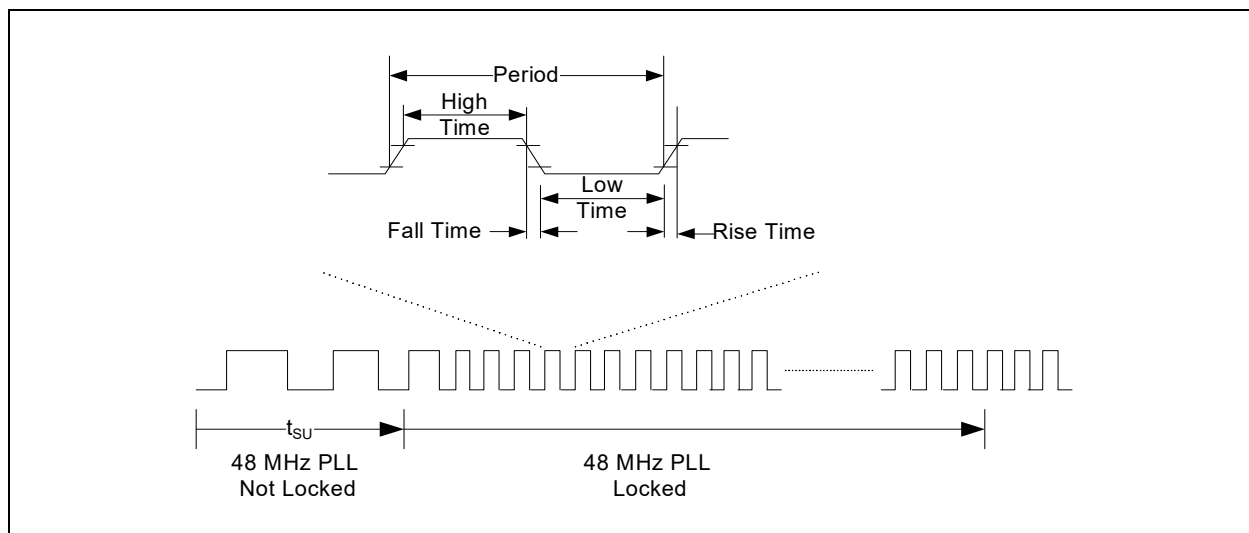 Period
High
Time
Low
Time
Fall Time
Rise Time
tSU
48 MHz PLL
Not Locked
48 MHz PLL
Locked